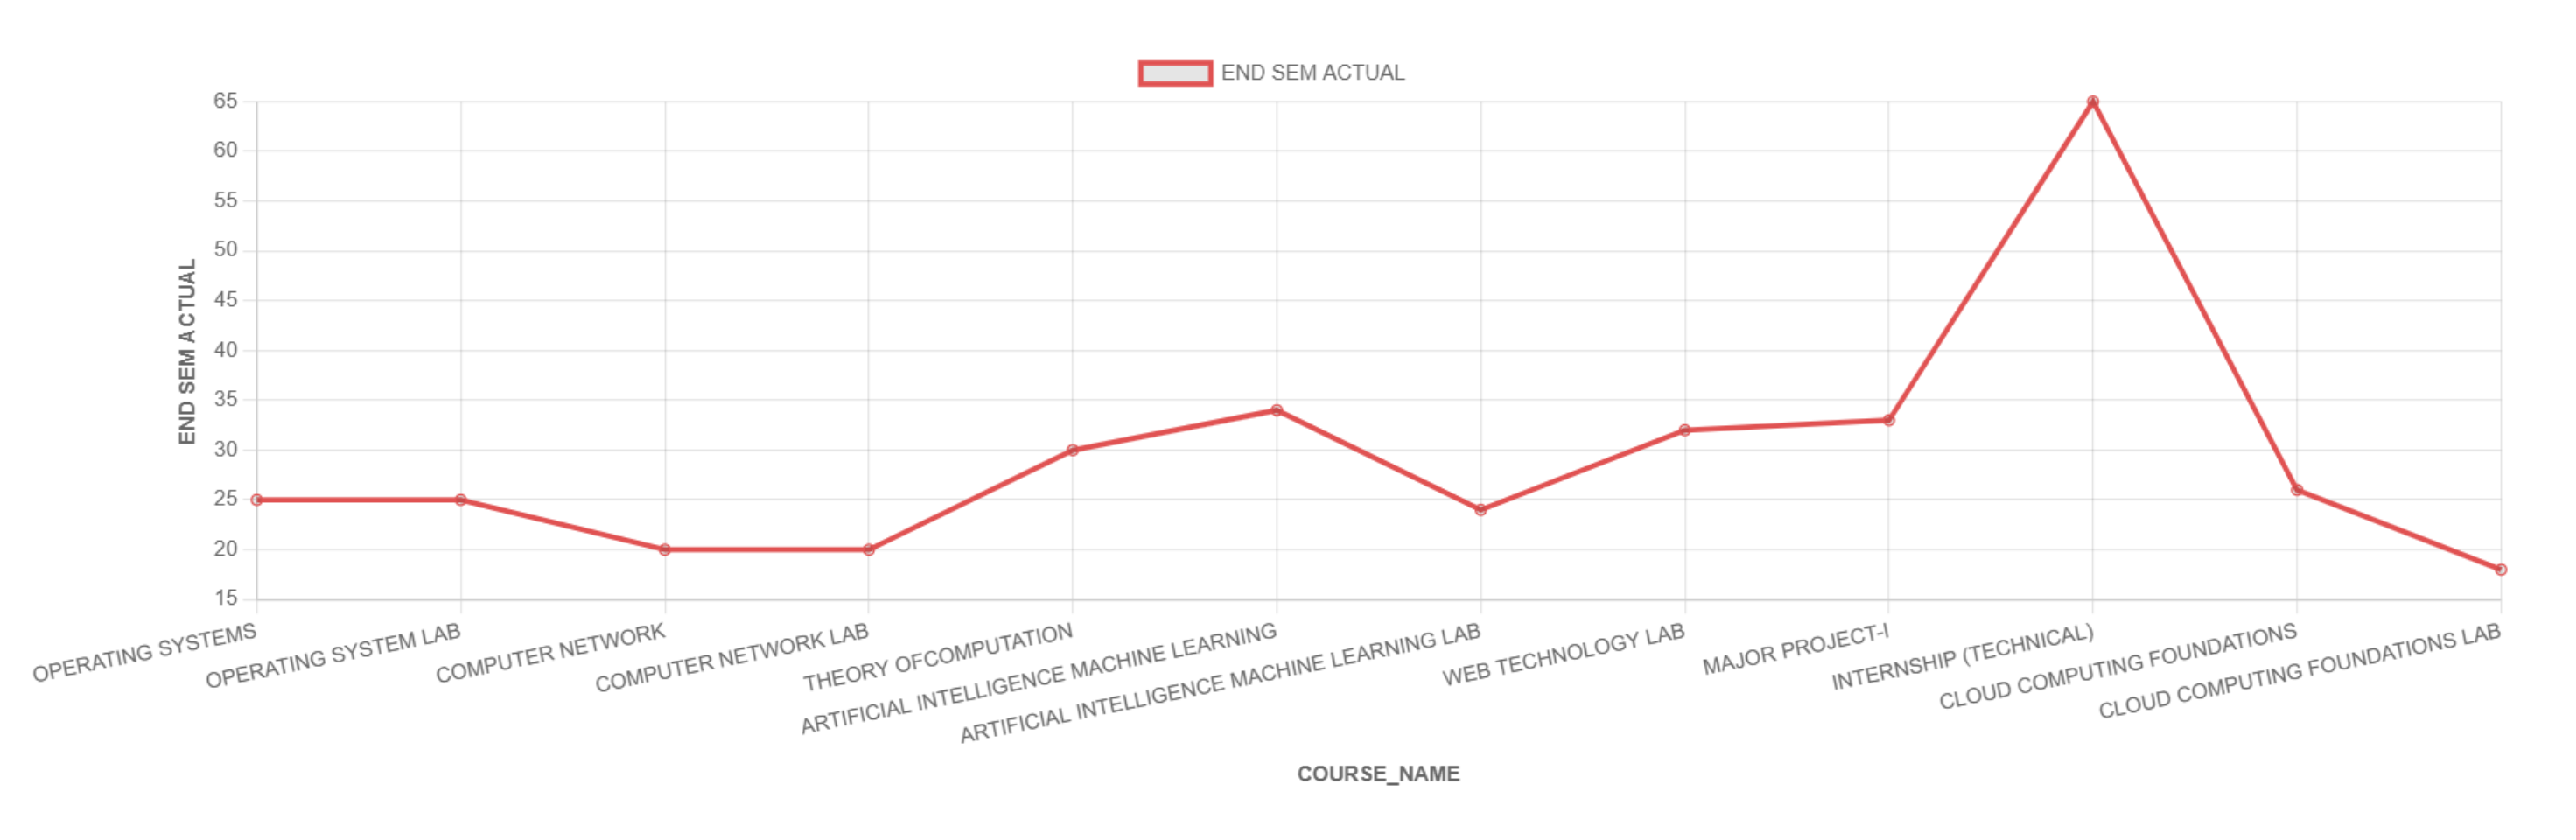 END SEM ACTUAL
65
60
55
50
45
40
35
30
25
20
15
END SEM ACTUAL
OPERATING SYSTEMS
OPERATING SYSTEM LAB
COMPUTER NETWORK
COMPUTER NETWORK LAB
THEORY OFCOMPUTATION
ARTIFICIAL INTELLIGENCE MACHINE LEARNING
ARTIFICIAL INTELLIGENCE MACHINE LEARNING LAB
WEB TECHNOLOGY LAB
MAJOR PROJECT-I
INTERNSHIP (TECHNICAL)
CLOUD COMPUTING FOUNDATIONS
CLOUD COMPUTING FOUNDATIONS LAB
COURSE_NAME